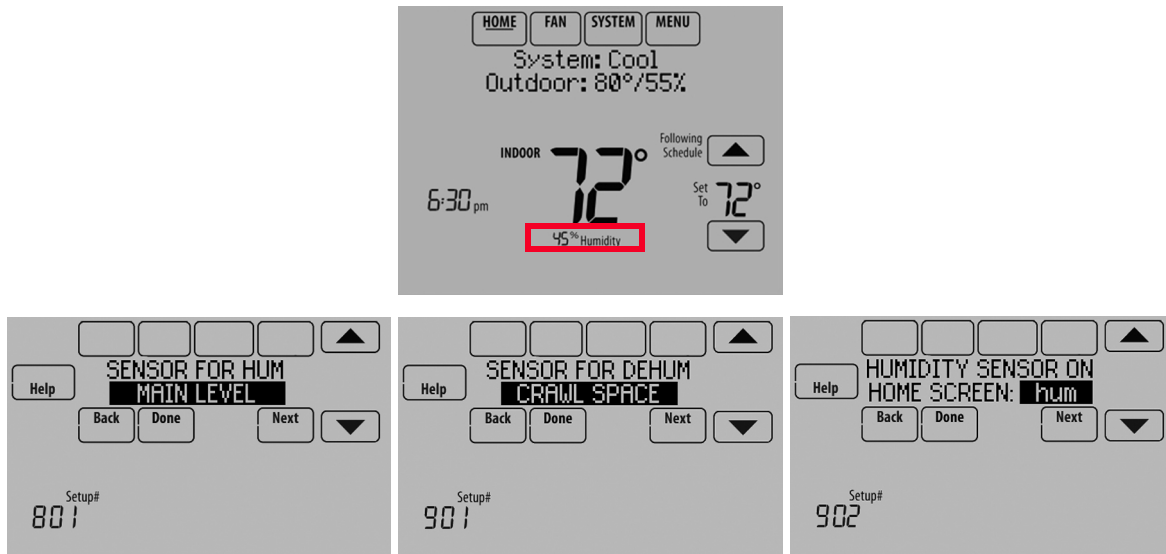 HOME FAN SYSTEM MENU
System: Cool
Outdoor: 80°/55%
Following
Schedule
INDOOR 72°
Set
To 72°
6:30 pm
45% Humidity
SENSOR FOR HUM
Help MAIN LEVEL
Back Done Next
Setup#
801
SENSOR FOR DEHUM
Help CRAWL SPACE
Back Done Next
Setup#
901
HUMIDITY SENSOR ON
Help HOME SCREEN: hum
Back Done Next
Setup#
902